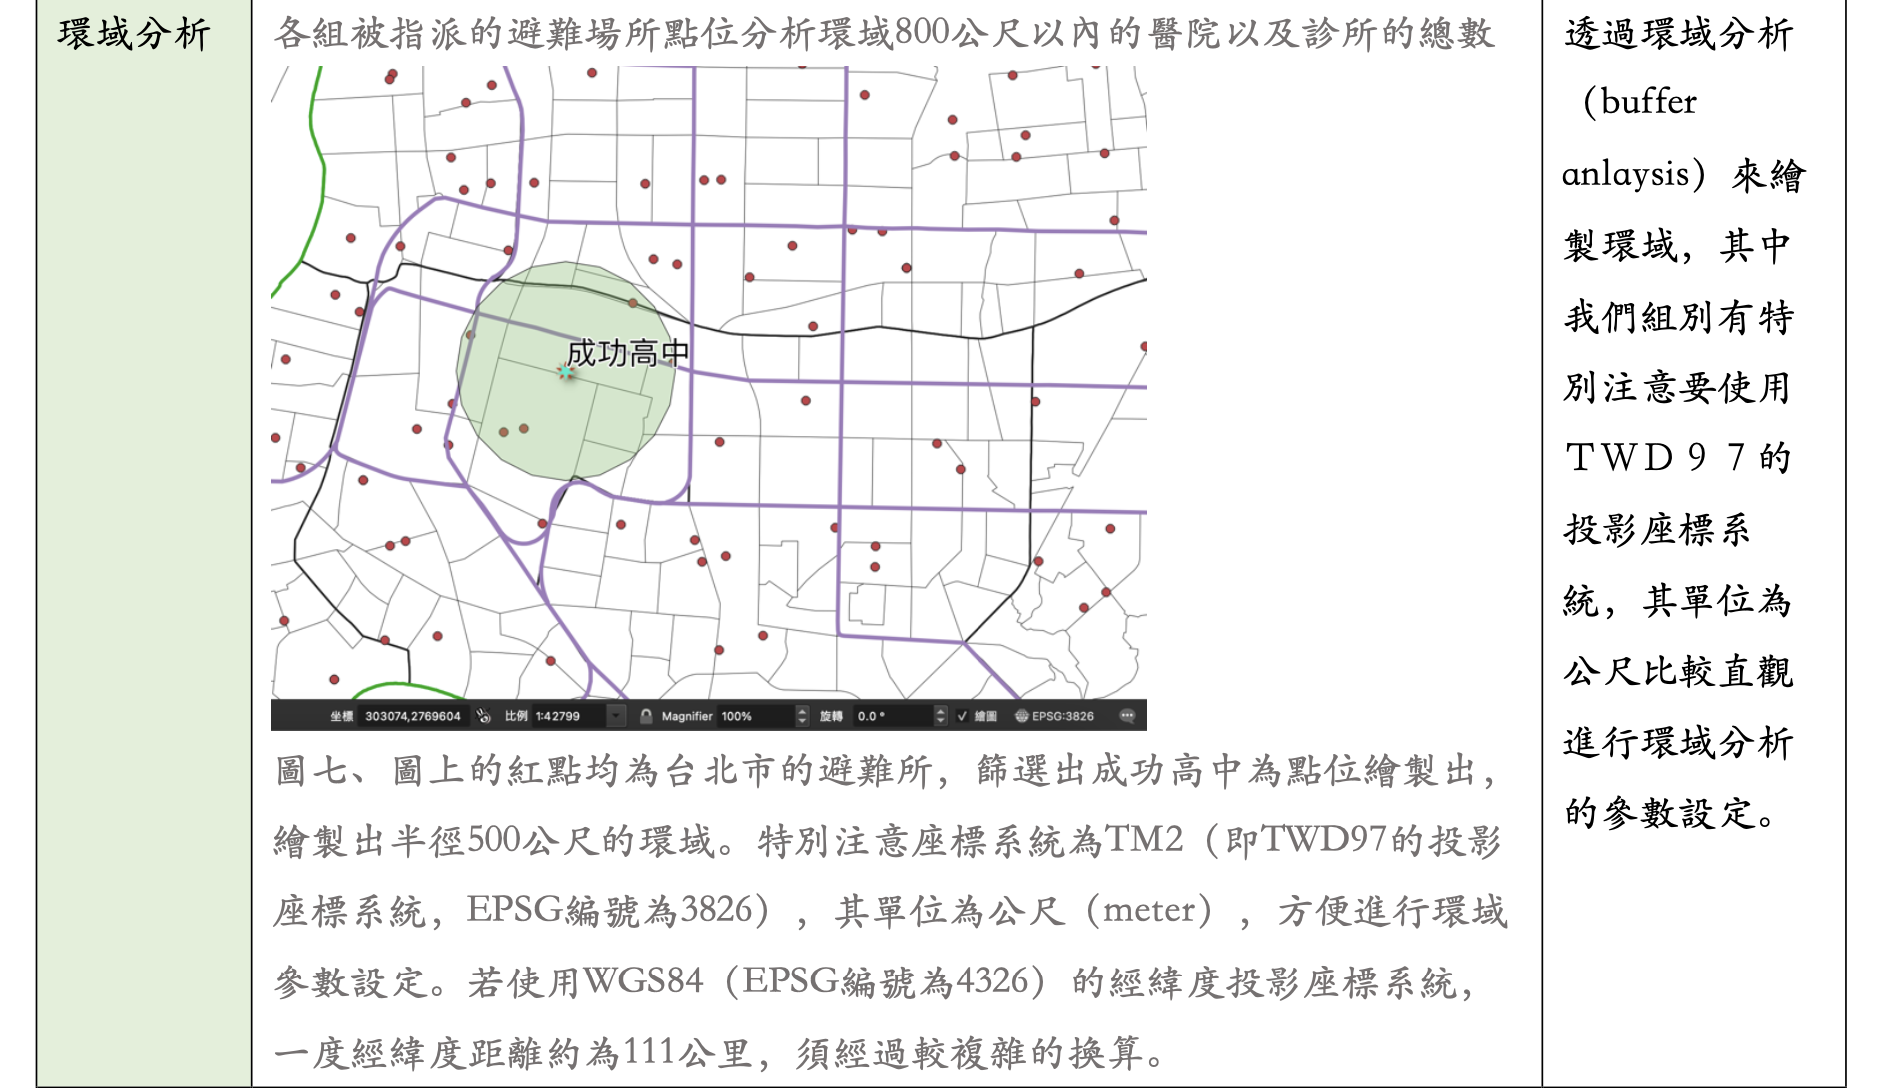 環域分析
各組被指派的避難場所點位分析環域800公尺以內的醫院以及診所的總數
成功高中
坐標 303074,2769604 比例 1:42799 Magnifier 100% 旋轉 0.0 ° 繪圖 EPSG:3826
圖七、圖上的紅點均為台北市的避難所，篩選出成功高中為點位繪製出，
繪製出半徑500公尺的環域。特別注意座標系統為TM2（即TWD97的投影
座標系統，EPSG編號為3826），其單位為公尺（meter），方便進行環域
參數設定。若使用WGS84（EPSG編號為4326）的經緯度投影座標系統，
一度經緯度距離約為111公里，須經過較複雜的換算。
透過環域分析
（buffer
anlaysis）來繪
製環域，其中
我們組別有特
別注意要使用
ＴＷＤ９７的
投影座標系
統，其單位為
公尺比較直觀
進行環域分析
的參數設定。